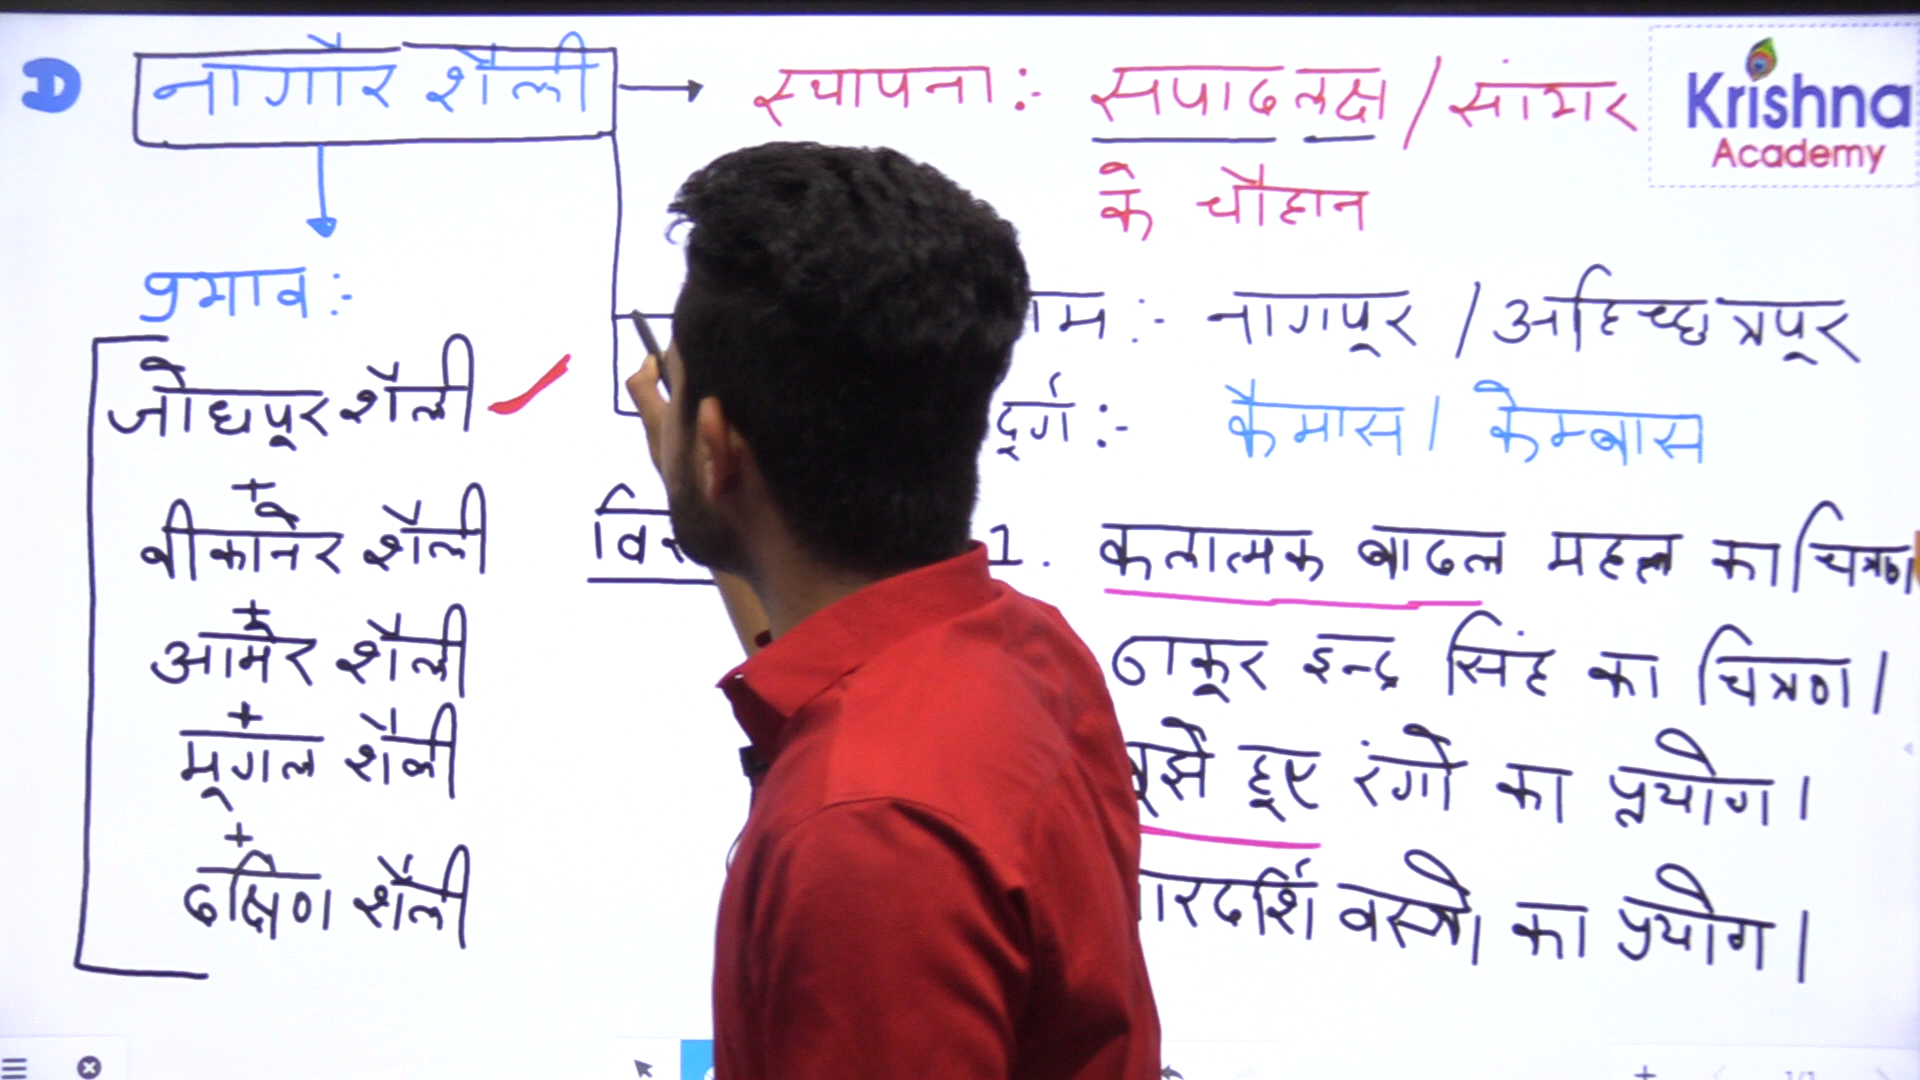 D नागौर शैली → स्थापना :- सपादलक्ष / सांभर
के चौहान
Krishna
Academy
प्रभाव :-
जोधपूर शैली
+
बीकानेर शैली
+
आमेर शैली
+
मूगल शैली
+
दक्षिण शैली
:- नागपूर / अहिच्छत्रपूर
दूर्ग :- कैमास / केम्बास
1. कलात्मक बादल महल का चित्रण
ठाकूर इन्द्र सिंह का चित्रण।
हूए रंगो का प्रयोग।
वस्त्रो का प्रयोग।